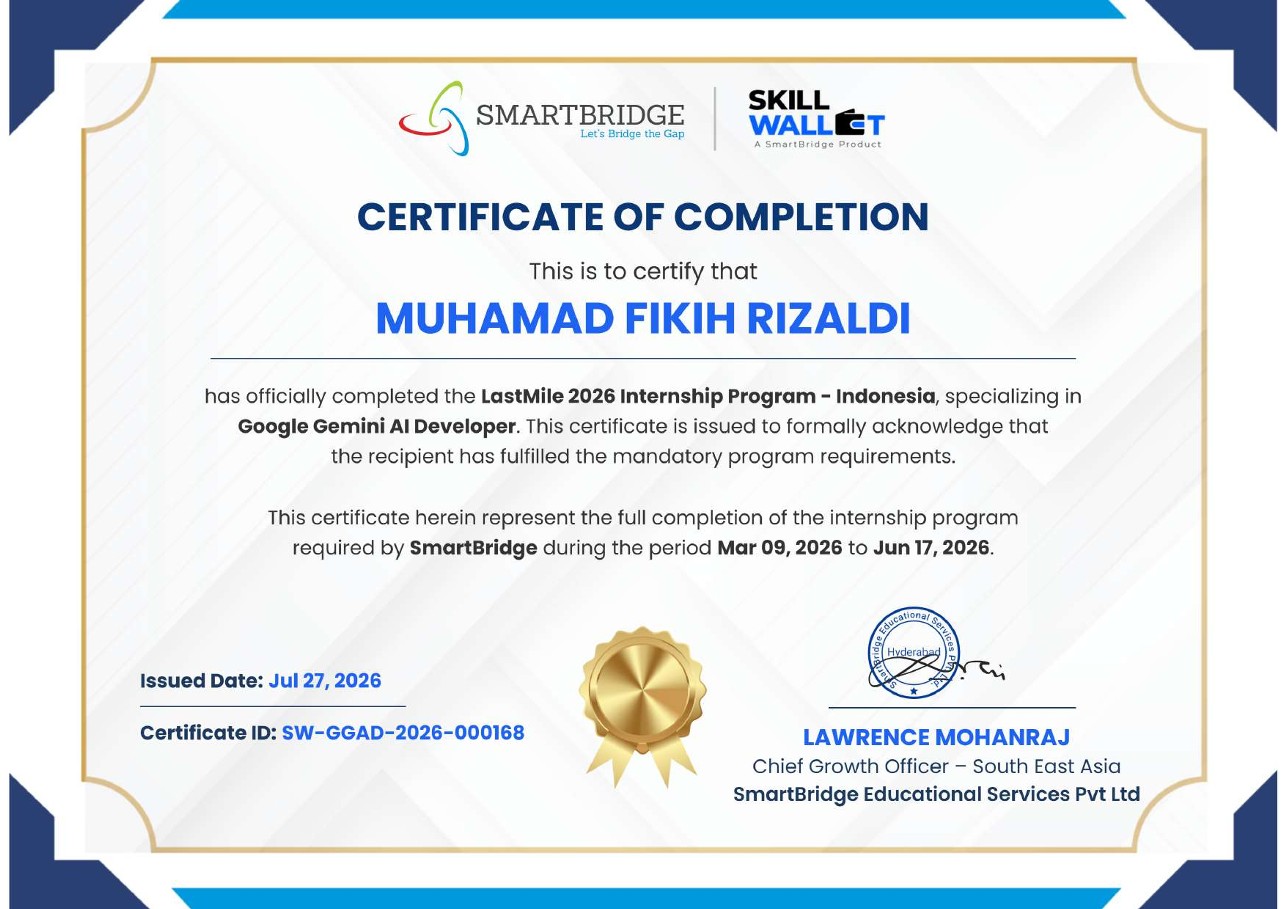 SMARTBRIDGE
Let's Bridge the Gap
SKILL
WALLET
A SmartBridge Product
CERTIFICATE OF COMPLETION
This is to certify that
MUHAMAD FIKIH RIZALDI
has officially completed the LastMile 2026 Internship Program - Indonesia, specializing in
Google Gemini AI Developer. This certificate is issued to formally acknowledge that
the recipient has fulfilled the mandatory program requirements.
This certificate herein represent the full completion of the internship program
required by SmartBridge during the period Mar 09, 2026 to Jun 17, 2026.
Issued Date: Jul 27, 2026
Certificate ID: SW-GGAD-2026-000168
SmartBridge Educational Services Pvt Ltd.
Hyderabad
LAWRENCE MOHANRAJ
Chief Growth Officer – South East Asia
SmartBridge Educational Services Pvt Ltd